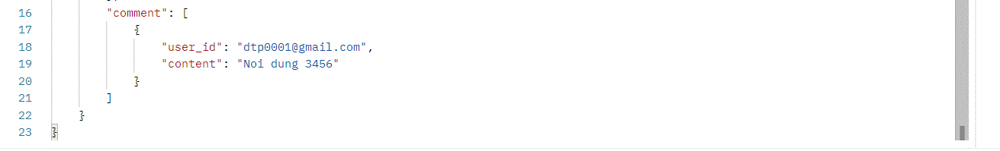 16 "comment": [
17 {
18 "user_id": "dtp0001@gmail.com",
19 "content": "Noi dung 3456"
20 }
21 ]
22 }
23 }